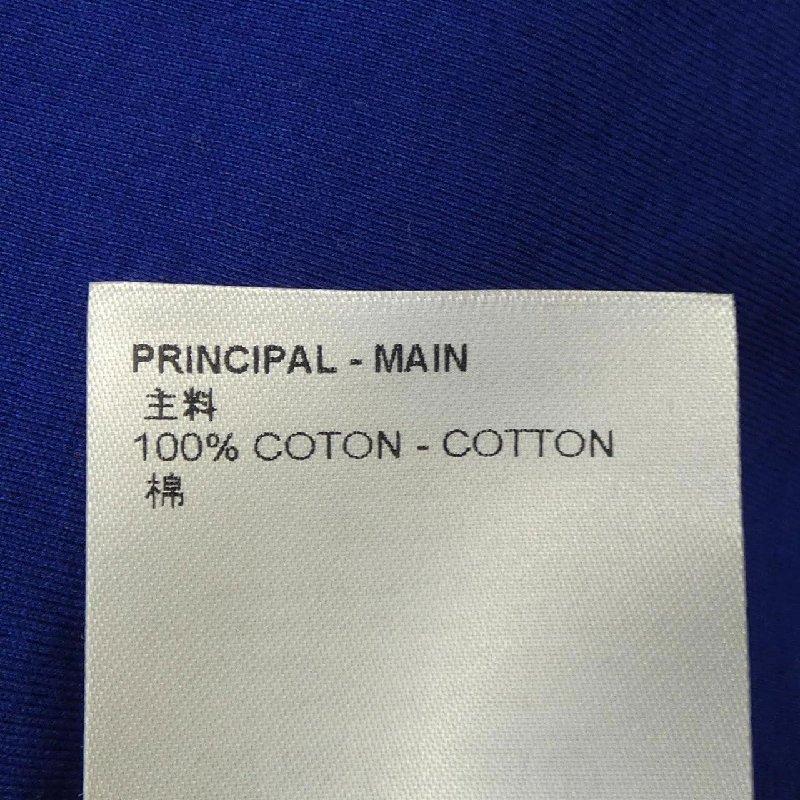 PRINCIPAL - MAIN
主料
100% COTON - COTTON
棉